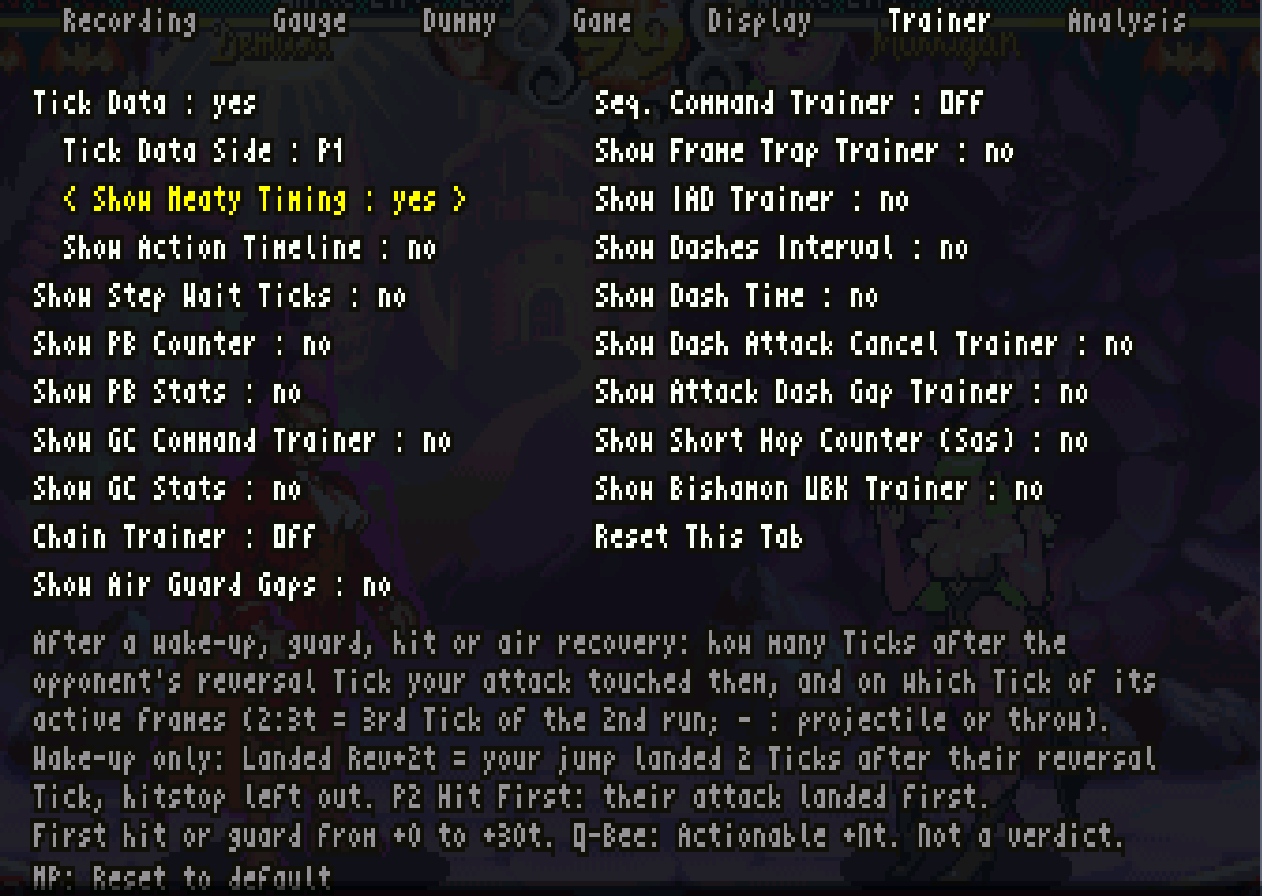 Recording Gauge Dummy Game Display Trainer Analysis
Tick Data : yes
Tick Data Side : P1
< Show Meaty Timing : yes >
Show Action Timeline : no
Show Step Wait Ticks : no
Show PB Counter : no
Show PB Stats : no
Show GC Command Trainer : no
Show GC Stats : no
Chain Trainer : Off
Show Air Guard Gaps : no
Seq. Command Trainer : Off
Show Frame Trap Trainer : no
Show IAD Trainer : no
Show Dashes Interval : no
Show Dash Time : no
Show Dash Attack Cancel Trainer : no
Show Attack Dash Gap Trainer : no
Show Short Hop Counter (Sas) : no
Show Bishamon UBK Trainer : no
Reset This Tab
After a wake-up, guard, hit or air recovery: how many Ticks after the
opponent's reversal Tick your attack touched them, and on which Tick of its
active frames (2:3t = 3rd Tick of the 2nd run; - : projectile or throw).
Wake-up only: Landed Rev+2t = your jump landed 2 Ticks after their reversal
Tick, hitstop left out. P2 Hit First: their attack landed first.
First hit or guard from +0 to +30t. Q-Bee: Actionable +Nt. Not a verdict.
MP: Reset to default